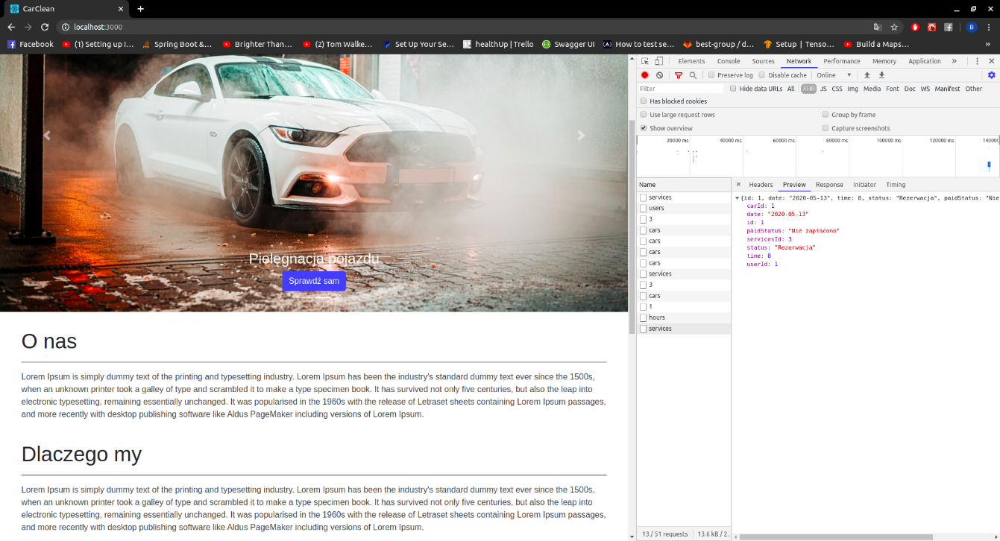 CarClean
localhost:3000
Facebook
(1) Setting up I…
Spring Boot &…
Brighter Than…
(2) Tom Walke…
Set Up Your Se…
healthUp | Trello
Swagger UI
How to test se…
best-group / d…
Setup | Tenso…
Build a Maps…
»
Pielęgnacja pojazdu
Sprawdź sam
O nas
Lorem Ipsum is simply dummy text of the printing and typesetting industry. Lorem Ipsum has been the industry's standard dummy text ever since the 1500s,
when an unknown printer took a galley of type and scrambled it to make a type specimen book. It has survived not only five centuries, but also the leap into
electronic typesetting, remaining essentially unchanged. It was popularised in the 1960s with the release of Letraset sheets containing Lorem Ipsum passages,
and more recently with desktop publishing software like Aldus PageMaker including versions of Lorem Ipsum.
Dlaczego my
Lorem Ipsum is simply dummy text of the printing and typesetting industry. Lorem Ipsum has been the industry's standard dummy text ever since the 1500s,
when an unknown printer took a galley of type and scrambled it to make a type specimen book. It has survived not only five centuries, but also the leap into
electronic typesetting, remaining essentially unchanged. It was popularised in the 1960s with the release of Letraset sheets containing Lorem Ipsum passages,
and more recently with desktop publishing software like Aldus PageMaker including versions of Lorem Ipsum.
Elements Console Sources Network Performance Memory Application »
Preserve log Disable cache Online
Filter Hide data URLs All XHR JS CSS Img Media Font Doc WS Manifest Other
Has blocked cookies
Use large request rows Group by frame
Show overview Capture screenshots
20000 ms 40000 ms 60000 ms 80000 ms 100000 ms 120000 ms 140000
Name
services
users
3
cars
cars
cars
cars
services
3
cars
1
hours
services
13 / 51 requests 13.6 kB / 2.
Headers Preview Response Initiator Timing
{id: 1, date: "2020-05-13", time: 8, status: "Rezerwacja", paidStatus: "Nie
carId: 1
date: "2020-05-13"
id: 1
paidStatus: "Nie zapłacono"
servicesId: 3
status: "Rezerwacja"
time: 8
userId: 1